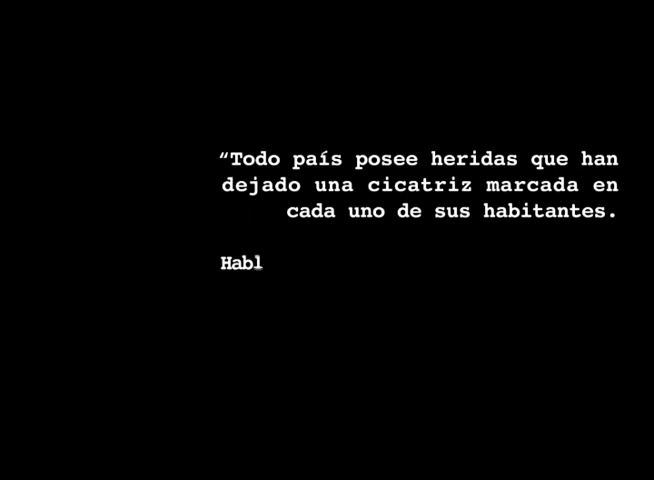 “Todo país posee heridas que han
dejado una cicatriz marcada en
cada uno de sus habitantes.
Habl